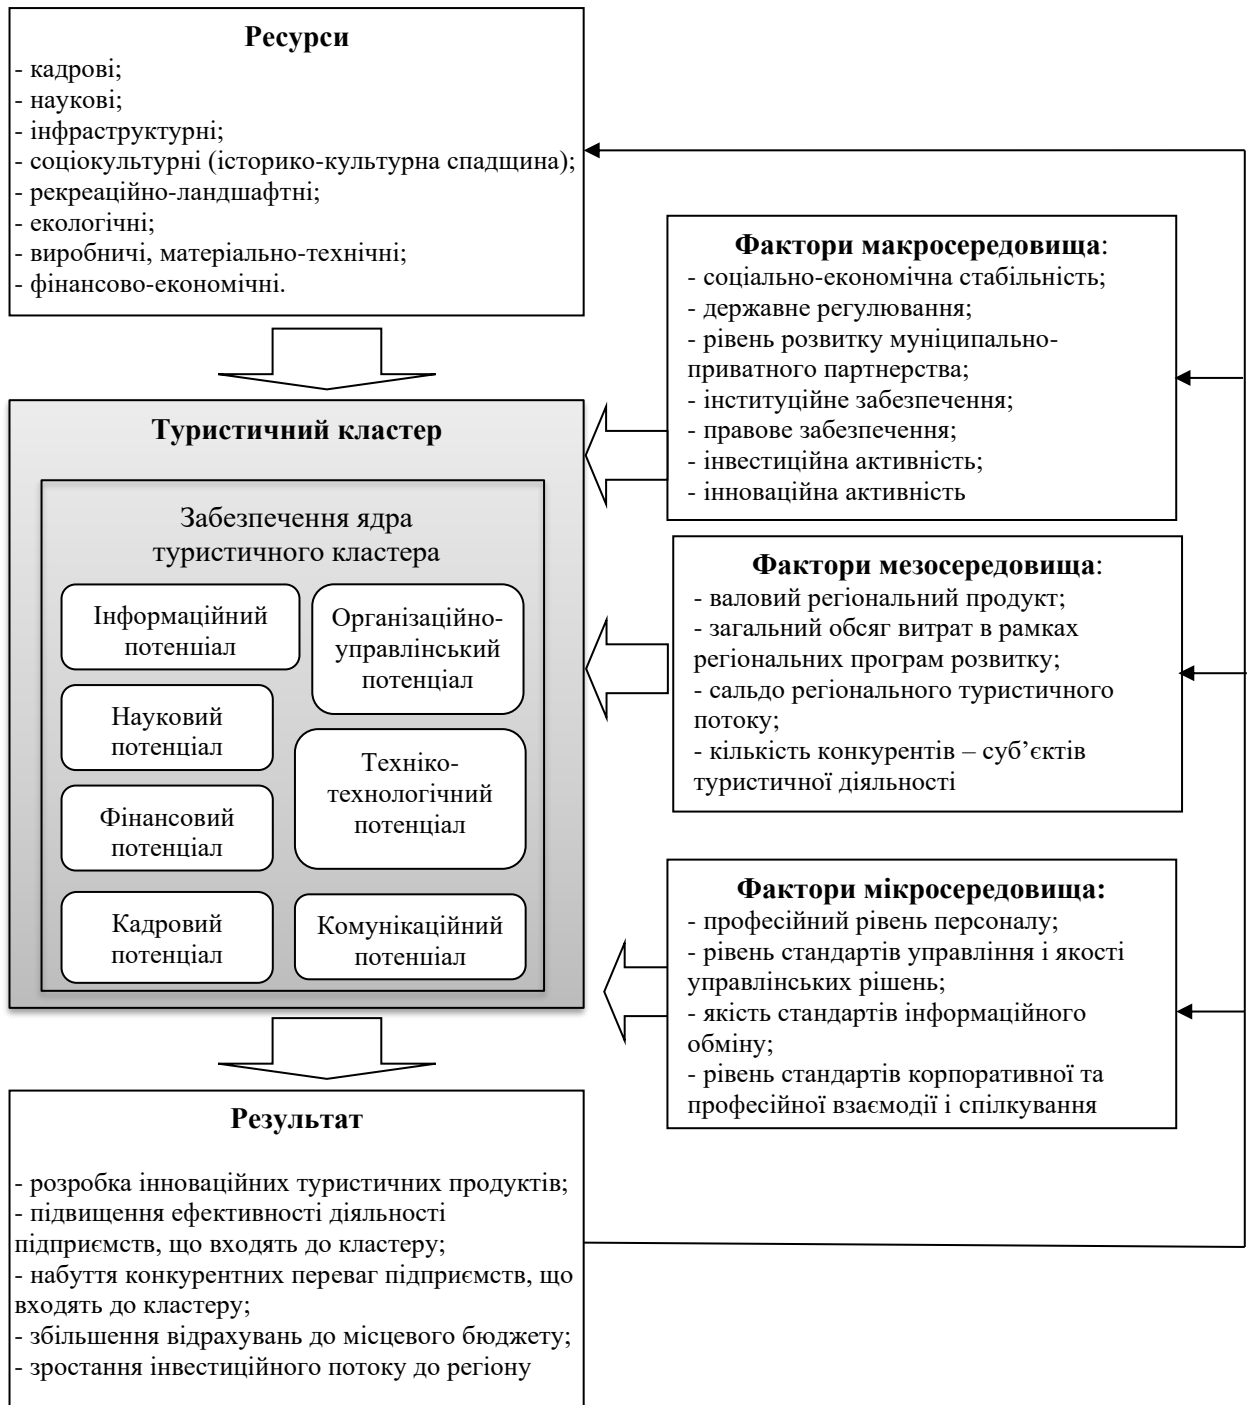 Ресурси
- кадрові;
- наукові;
- інфраструктурні;
- соціокультурні (історико-культурна спадщина);
- рекреаційно-ландшафтні;
- екологічні;
- виробничі, матеріально-технічні;
- фінансово-економічні.
Фактори макросередовища:
- соціально-економічна стабільність;
- державне регулювання;
- рівень розвитку муніципально-
приватного партнерства;
- інституційне забезпечення;
- правове забезпечення;
- інвестиційна активність;
- інноваційна активність
Туристичний кластер
Забезпечення ядра
туристичного кластера
Інформаційний
потенціал
Організаційно-
управлінський
потенціал
Науковий
потенціал
Техніко-
технологічний
потенціал
Фінансовий
потенціал
Кадровий
потенціал
Комунікаційний
потенціал
Фактори мезосередовища:
- валовий регіональний продукт;
- загальний обсяг витрат в рамках
регіональних програм розвитку;
- сальдо регіонального туристичного
потоку;
- кількість конкурентів – суб’єктів
туристичної діяльності
Фактори мікросередовища:
- професійний рівень персоналу;
- рівень стандартів управління і якості
управлінських рішень;
- якість стандартів інформаційного
обміну;
- рівень стандартів корпоративної та
професійної взаємодії і спілкування
Результат
- розробка інноваційних туристичних продуктів;
- підвищення ефективності діяльності
підприємств, що входять до кластеру;
- набуття конкурентних переваг підприємств, що
входять до кластеру;
- збільшення відрахувань до місцевого бюджету;
- зростання інвестиційного потоку до регіону